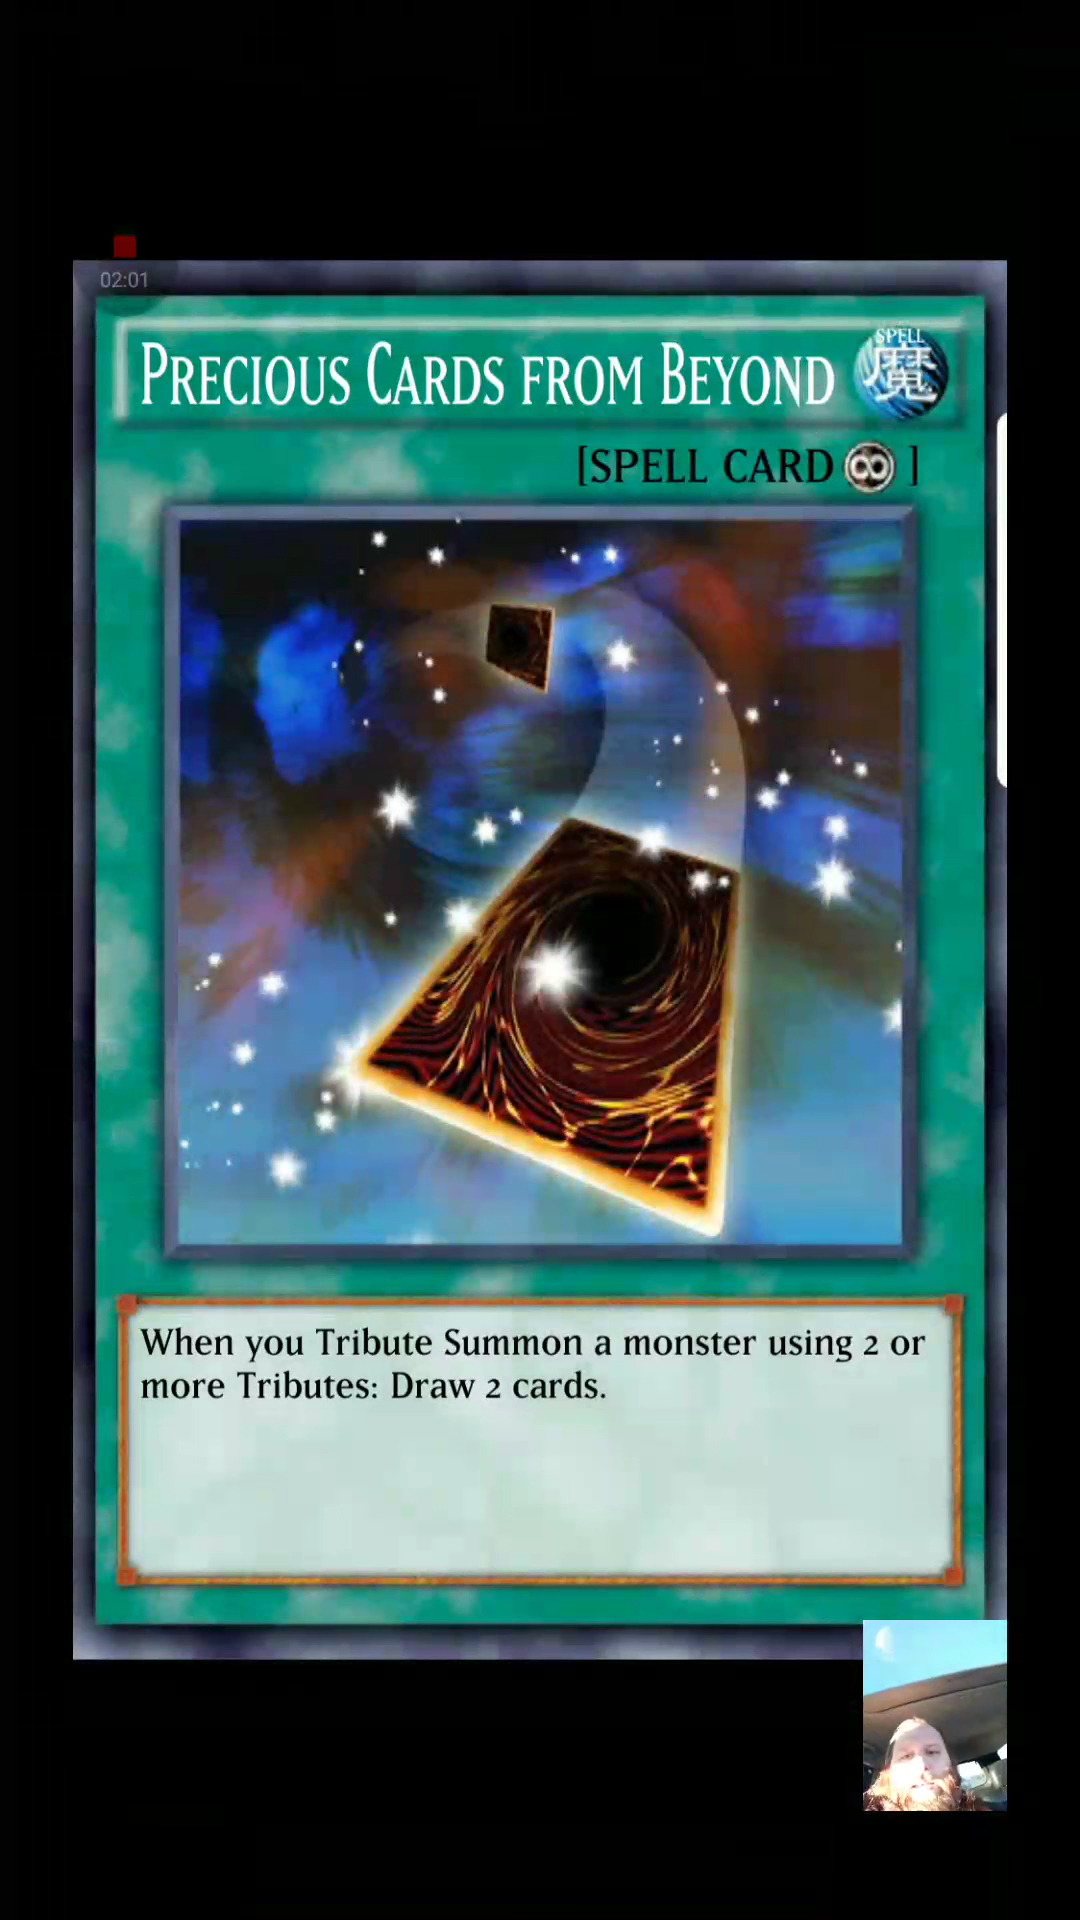 02:01
PRECIOUS CARDS FROM BEYOND
SPELL
魔
[SPELL CARD ]
When you Tribute Summon a monster using 2 or
more Tributes: Draw 2 cards.